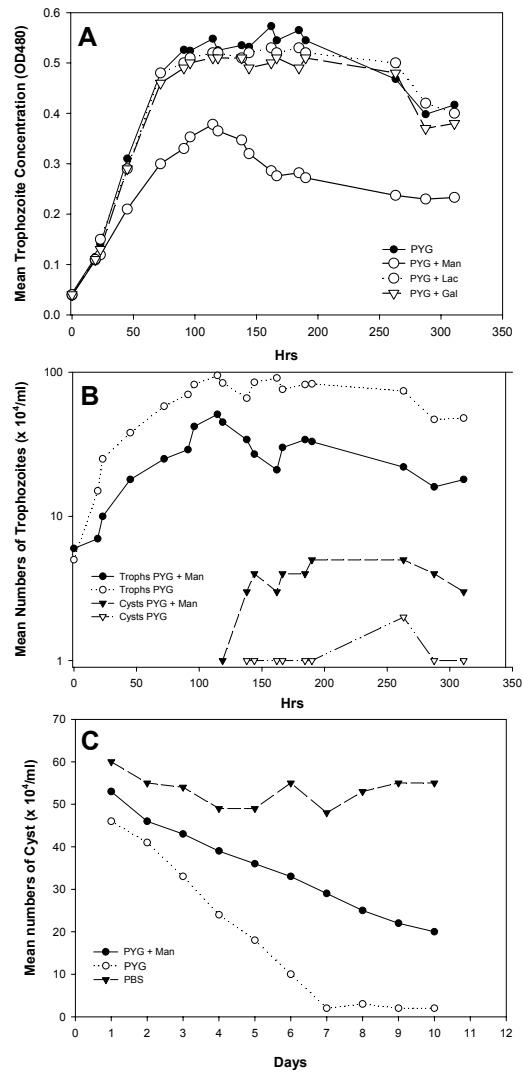 A
Mean Trophozoite Concentration (OD480)
0.6
0.5
0.4
0.3
0.2
0.1
0.0
0 50 100 150 200 250 300 350
Hrs
PYG
PYG + Man
PYG + Lac
PYG + Gal
B
Mean Numbers of Trophozoites (x 10⁴/ml)
100
10
1
0 50 100 150 200 250 300 350
Hrs
Trophs PYG + Man
Trophs PYG
Cysts PYG + Man
Cysts PYG
C
Mean numbers of Cyst (x 10⁴/ml)
70
60
50
40
30
20
10
0
0 1 2 3 4 5 6 7 8 9 10 11 12
Days
PYG + Man
PYG
PBS